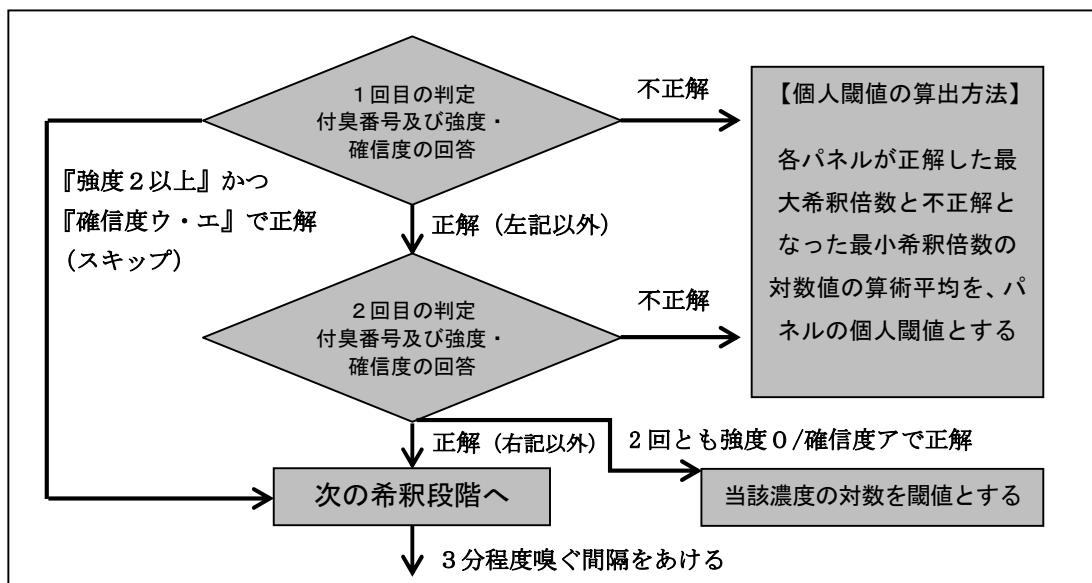 1回目の判定
付臭番号及び強度・
確信度の回答
不正解
【個人閾値の算出方法】
各パネルが正解した最
大希釈倍数と不正解と
なった最小希釈倍数の
対数値の算術平均を、パ
ネルの個人閾値とする
『強度2以上』かつ
『確信度ウ・エ』で正解
(スキップ)
正解(左記以外)
2回目の判定
付臭番号及び強度・
確信度の回答
不正解
正解(右記以外)
2回とも強度0/確信度アで正解
次の希釈段階へ
当該濃度の対数を閾値とする
3分程度嗅ぐ間隔をあける